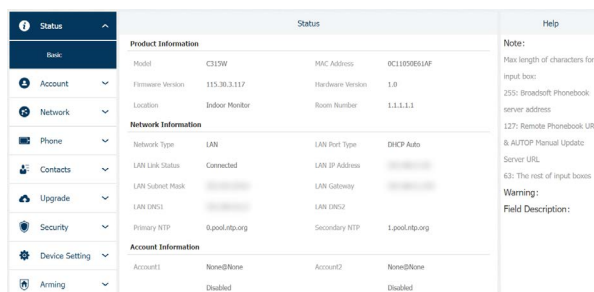 Status
Basic
Account
Network
Phone
Contacts
Upgrade
Security
Device Setting
Arming
Status
Product Information
Model C315W MAC Address 0C11050E61AF
Firmware Version 115.30.3.117 Hardware Version 1.0
Location Indoor Monitor Room Number 1.1.1.1.1
Network Information
Network Type LAN LAN Port Type DHCP Auto
LAN Link Status Connected LAN IP Address
LAN Subnet Mask LAN Gateway
LAN DNS1 LAN DNS2
Primary NTP 0.pool.ntp.org Secondary NTP 1.pool.ntp.org
Account Information
Account1 None@None Account2 None@None
Disabled Disabled
Help
Note:
Max length of characters for
input box:
255: Broadsoft Phonebook
server address
127: Remote Phonebook UR
& AUTOP Manual Update
Server URL
63: The rest of input boxes
Warning:
Field Description: